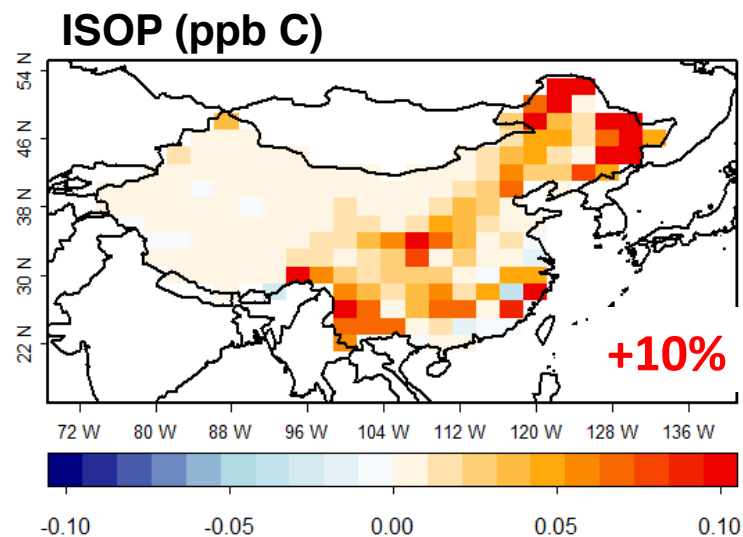 ISOP (ppb C)
54 N
46 N
38 N
30 N
22 N
+10%
72 W 80 W 88 W 96 W 104 W 112 W 120 W 128 W 136 W
-0.10 -0.05 0.00 0.05 0.10